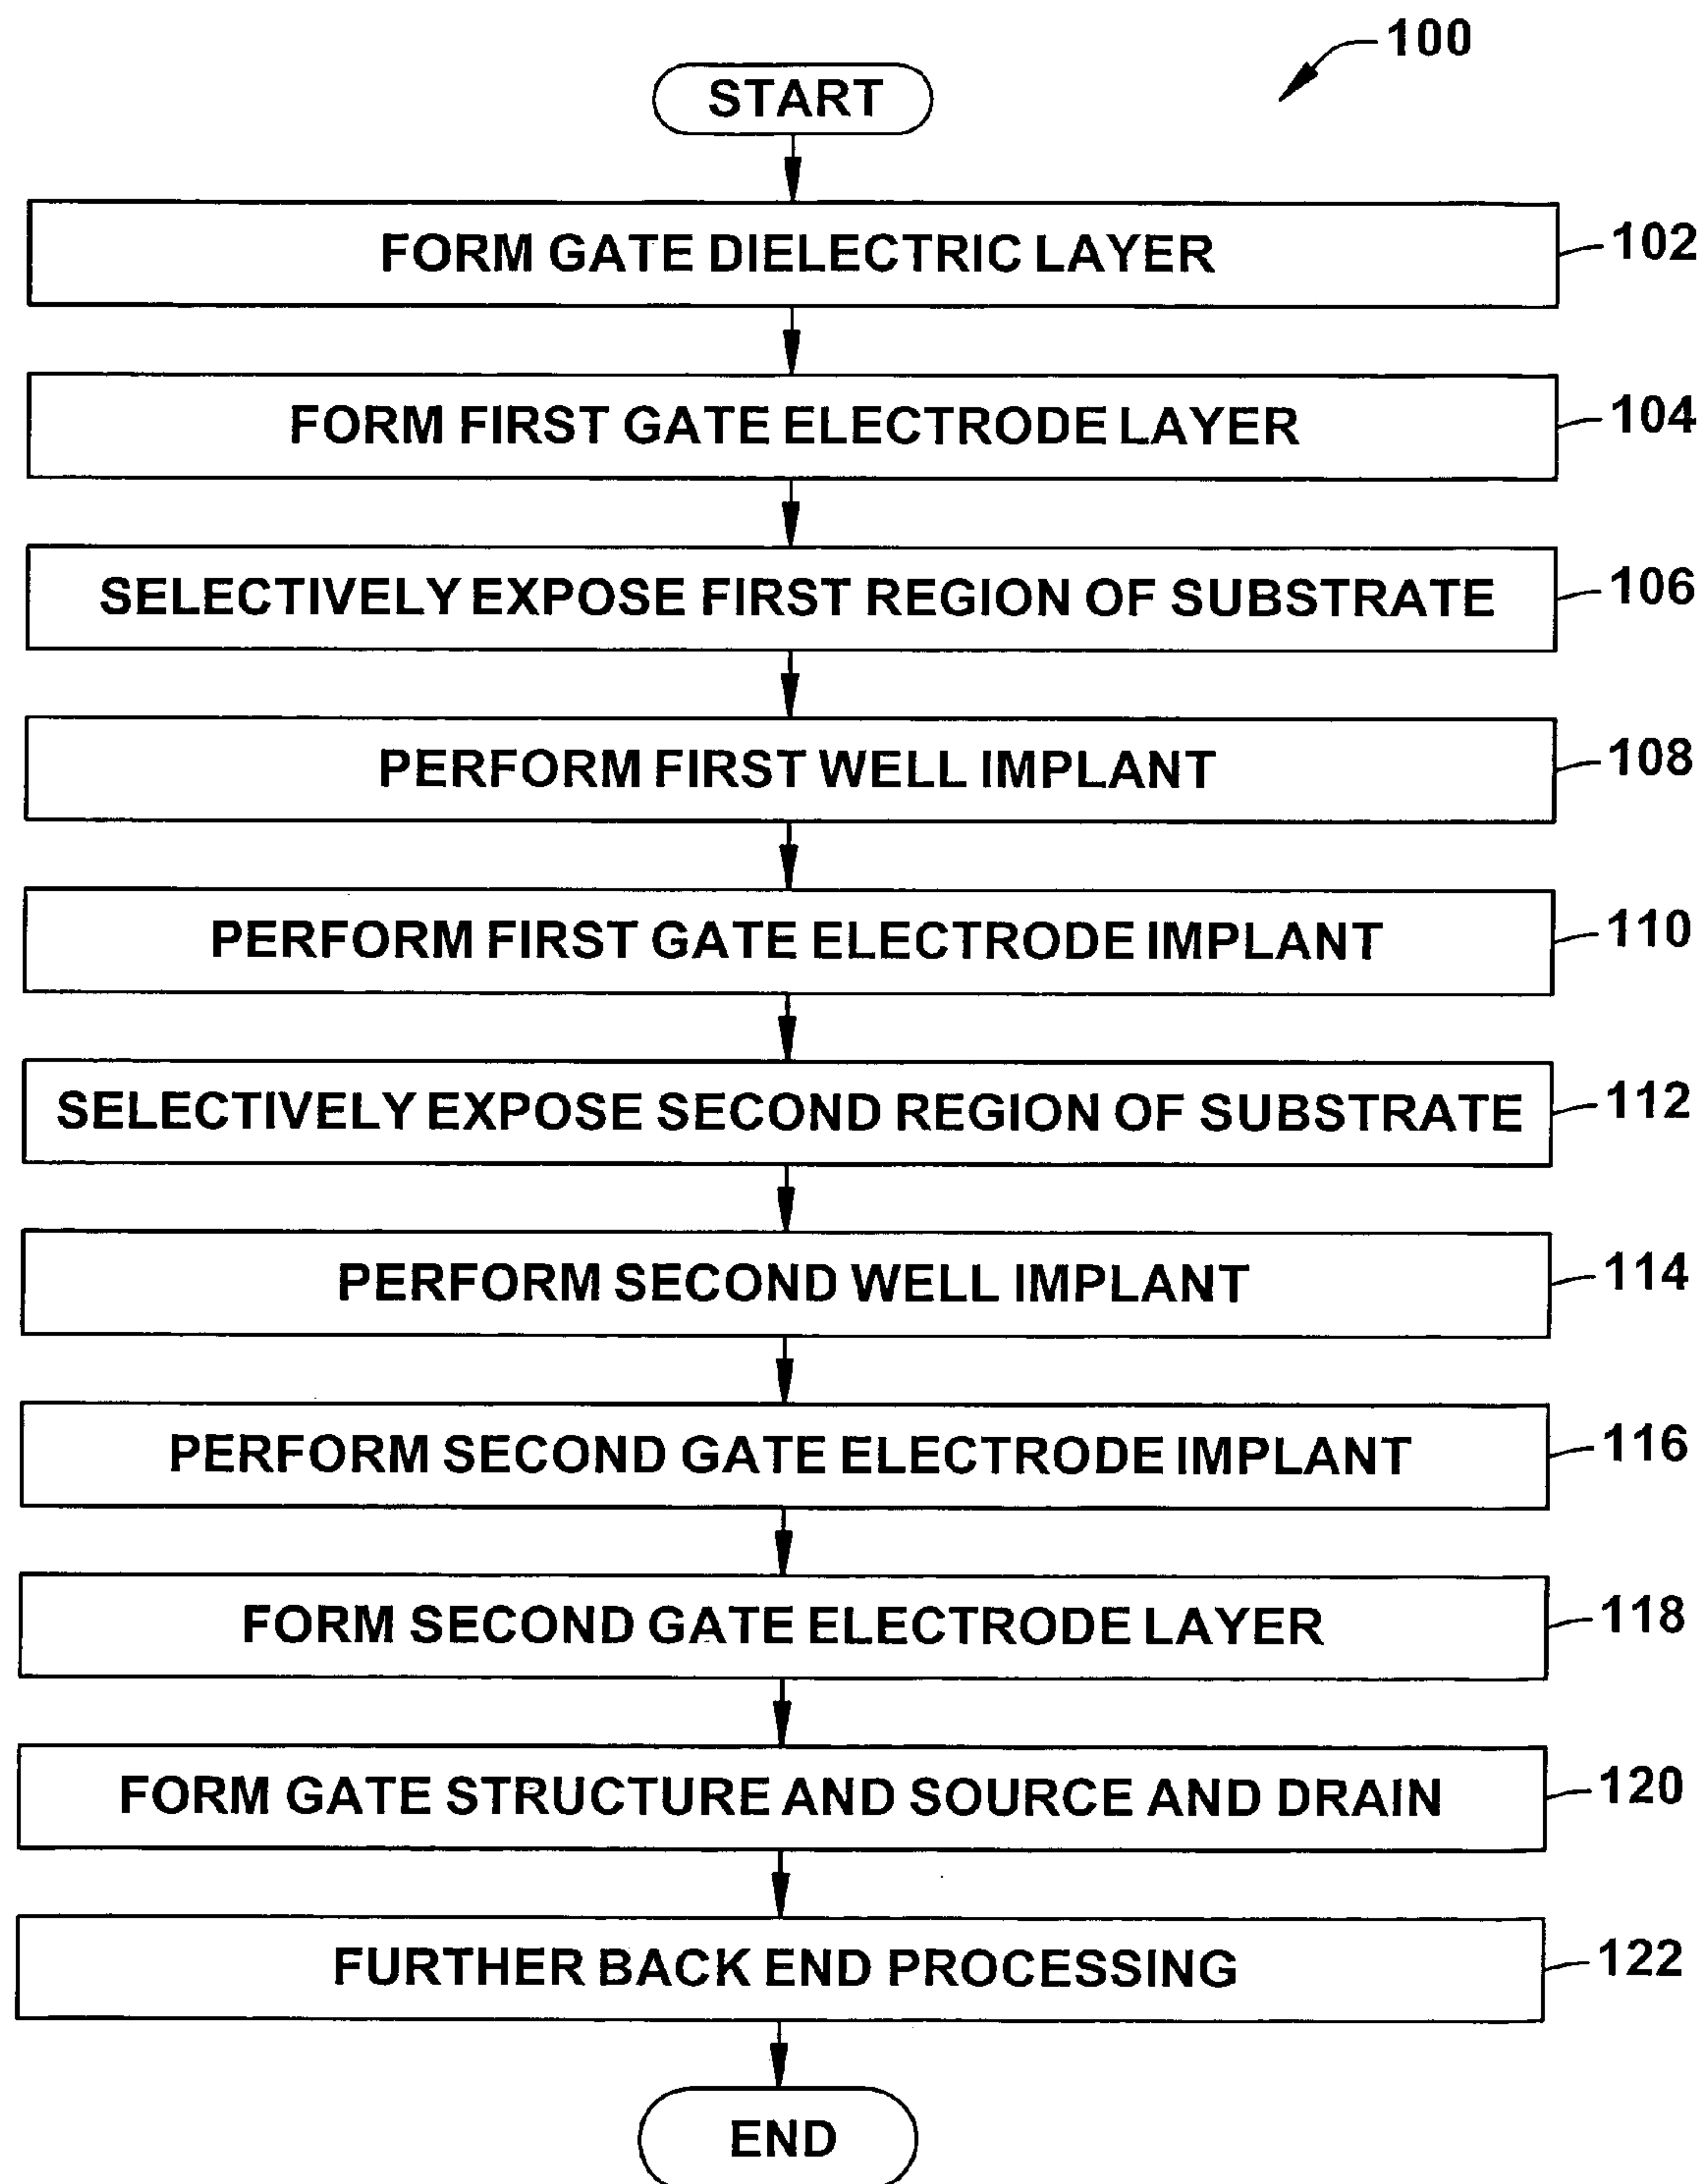 100
START
FORM GATE DIELECTRIC LAYER
102
FORM FIRST GATE ELECTRODE LAYER
104
SELECTIVELY EXPOSE FIRST REGION OF SUBSTRATE
106
PERFORM FIRST WELL IMPLANT
108
PERFORM FIRST GATE ELECTRODE IMPLANT
110
SELECTIVELY EXPOSE SECOND REGION OF SUBSTRATE
112
PERFORM SECOND WELL IMPLANT
114
PERFORM SECOND GATE ELECTRODE IMPLANT
116
FORM SECOND GATE ELECTRODE LAYER
118
FORM GATE STRUCTURE AND SOURCE AND DRAIN
120
FURTHER BACK END PROCESSING
122
END